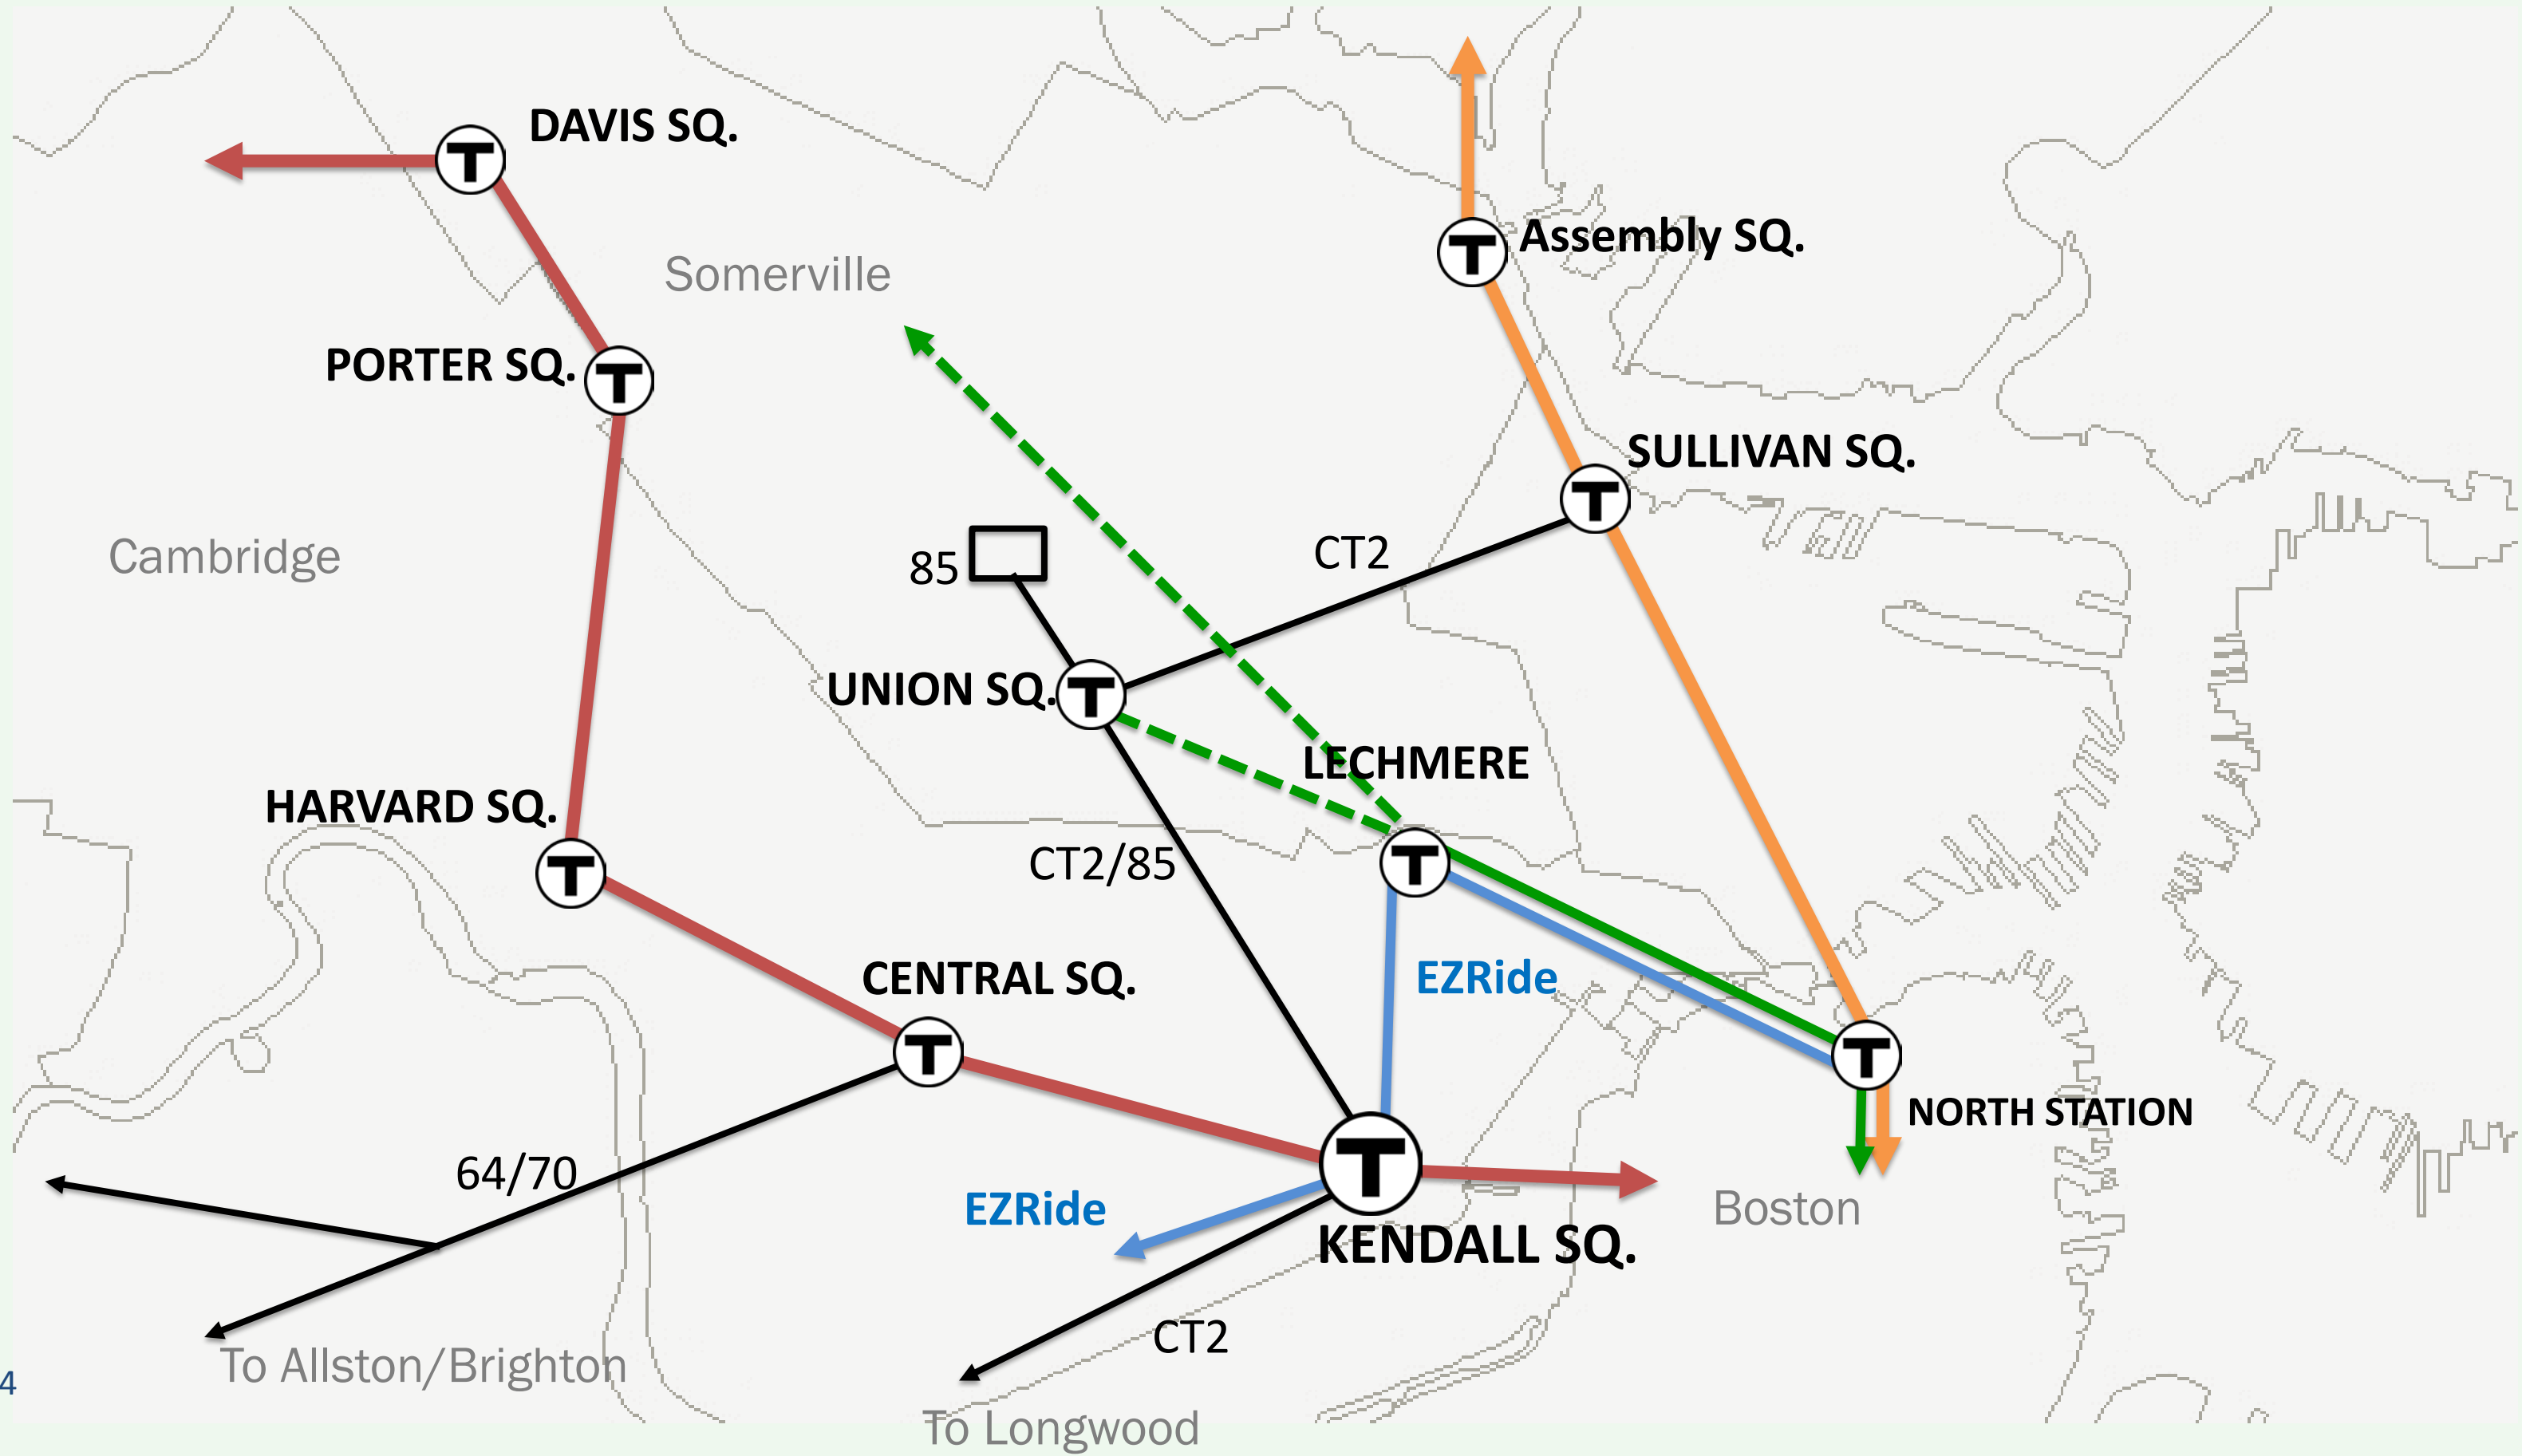 DAVIS SQ.
Assembly SQ.
Somerville
PORTER SQ.
SULLIVAN SQ.
CT2
Cambridge
85
UNION SQ.
LECHMERE
HARVARD SQ.
CT2/85
CENTRAL SQ.
EZRide
NORTH STATION
64/70
EZRide
Boston
KENDALL SQ.
CT2
To Allston/Brighton
4
To Longwood
T
T
T
T
T
T
T
T
T
T